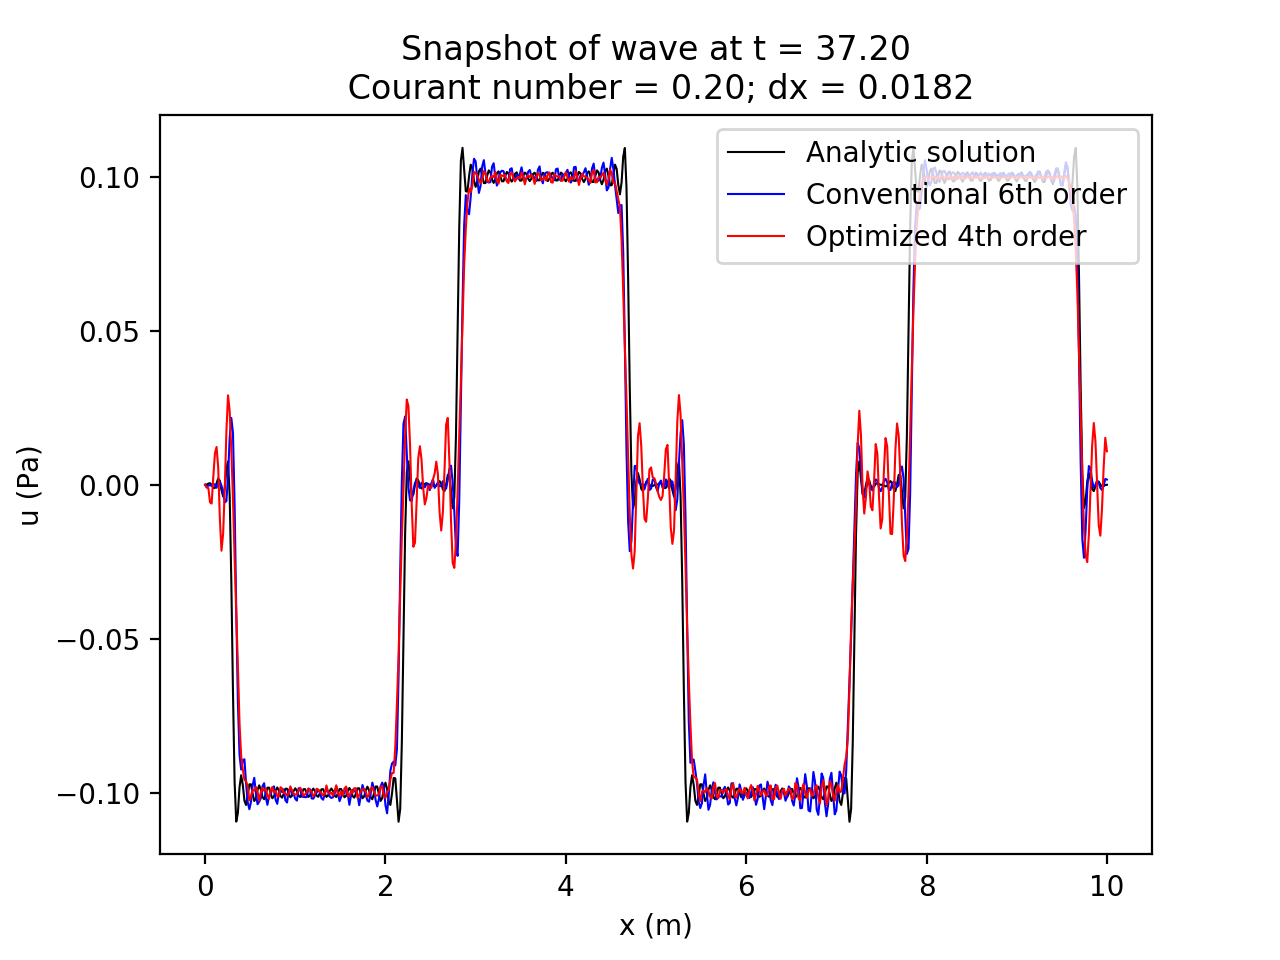 Snapshot of wave at t = 37.20
Courant number = 0.20; dx = 0.0182
Analytic solution
Conventional 6th order
Optimized 4th order
0.10
0.05
0.00
−0.05
−0.10
u (Pa)
0 2 4 6 8 10
x (m)